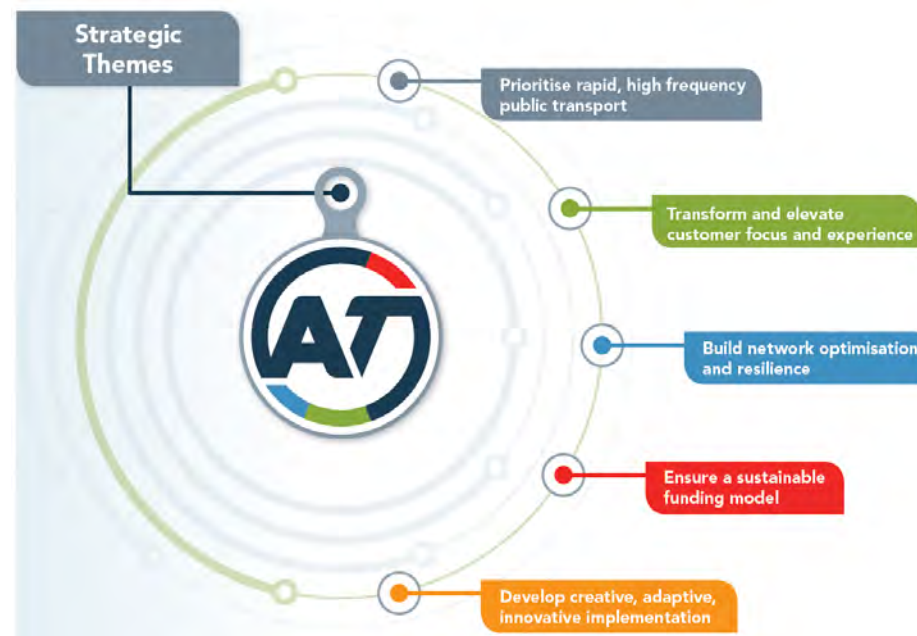 Strategic
Themes
Prioritise rapid, high frequency
public transport
Transform and elevate
customer focus and experience
AT
Build network optimisation
and resilience
Ensure a sustainable
funding model
Develop creative, adaptive,
innovative implementation